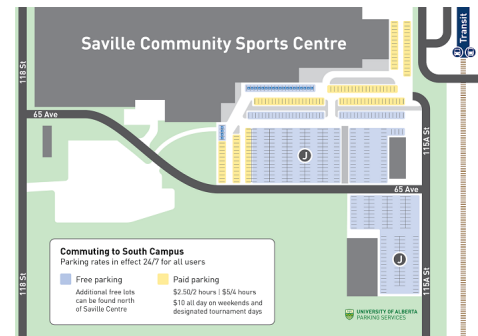 Transit
Saville Community Sports Centre
118 St
65 Ave
115A St
J
65 Ave
Commuting to South Campus
Parking rates in effect 24/7 for all users
Free parking
Additional free lots
can be found north
of Saville Centre
Paid parking
$2.50/2 hours | $5/4 hours
$10 all day on weekends and
designated tournament days
J
118 St
115A St
UNIVERSITY OF ALBERTA
PARKING SERVICES